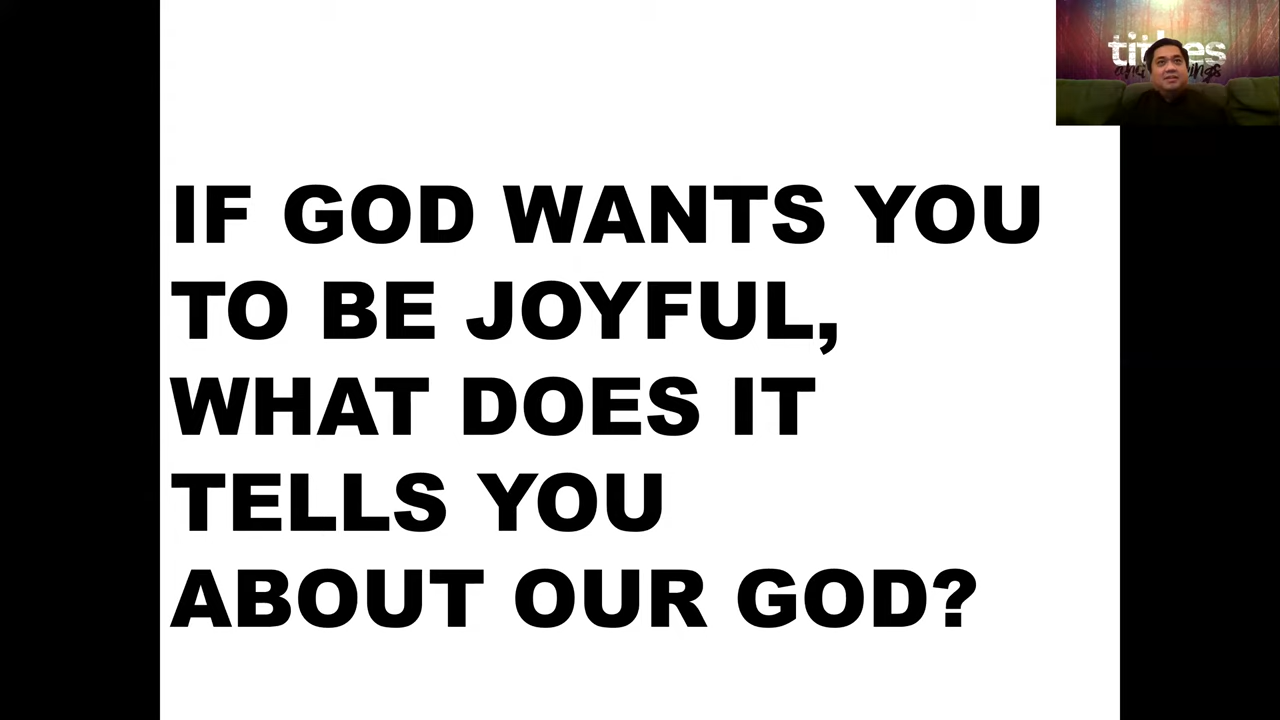 IF GOD WANTS YOU
TO BE JOYFUL,
WHAT DOES IT
TELLS YOU
ABOUT OUR GOD?